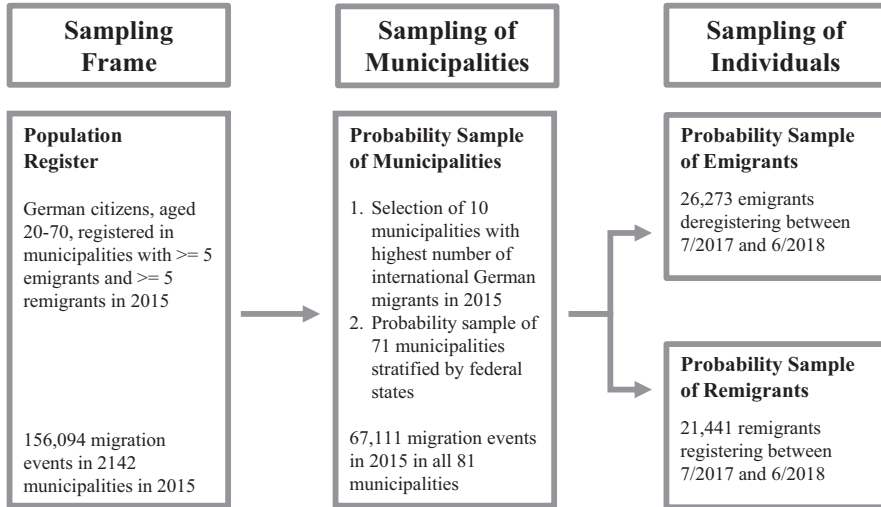 Sampling
Frame
Sampling of
Municipalities
Sampling of
Individuals
Population
Register
German citizens, aged
20-70, registered in
municipalities with >= 5
emigrants and >= 5
remigrants in 2015
156,094 migration
events in 2142
municipalities in 2015
Probability Sample
of Municipalities
1. Selection of 10
municipalities with
highest number of
international German
migrants in 2015
2. Probability sample of
71 municipalities
stratified by federal
states
67,111 migration events
in 2015 in all 81
municipalities
Probability Sample
of Emigrants
26,273 emigrants
deregistering between
7/2017 and 6/2018
Probability Sample
of Remigrants
21,441 remigrants
registering between
7/2017 and 6/2018